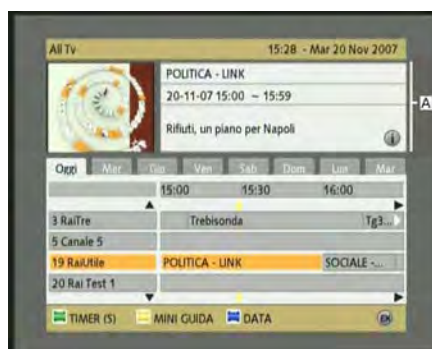 All Tv 15:28 - Mar 20 Nov 2007
POLITICA - LINK
20-11-07 15:00 ~ 15:59
Rifiuti, un piano per Napoli
A
Oggi Mer Gio Ven Sab Dom Lun Mar
15:00 15:30 16:00
3 RaiTre Trebisonda Tg3...
5 Canale 5
19 RaiUtile POLITICA - LINK SOCIALE -...
20 Rai Test 1
TIMER (S) MINI GUIDA DATA